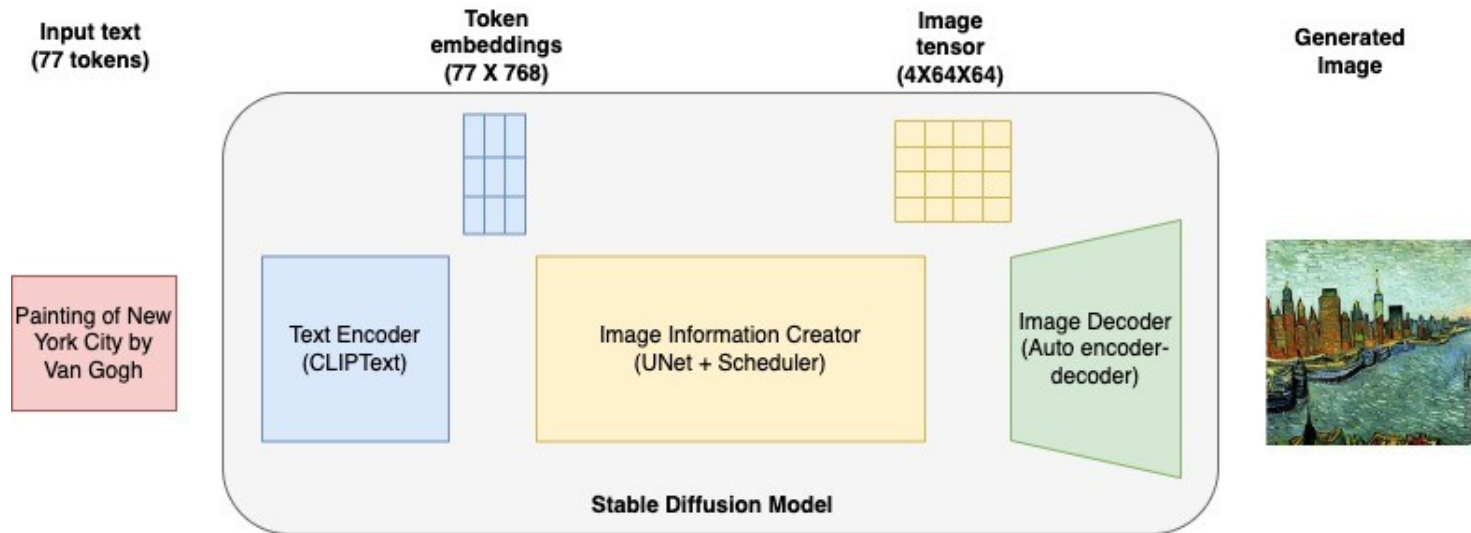 Input text
(77 tokens)
Token
embeddings
(77 X 768)
Image
tensor
(4X64X64)
Generated
Image
Painting of New
York City by
Van Gogh
Text Encoder
(CLIPText)
Image Information Creator
(UNet + Scheduler)
Image Decoder
(Auto encoder-
decoder)
Stable Diffusion Model